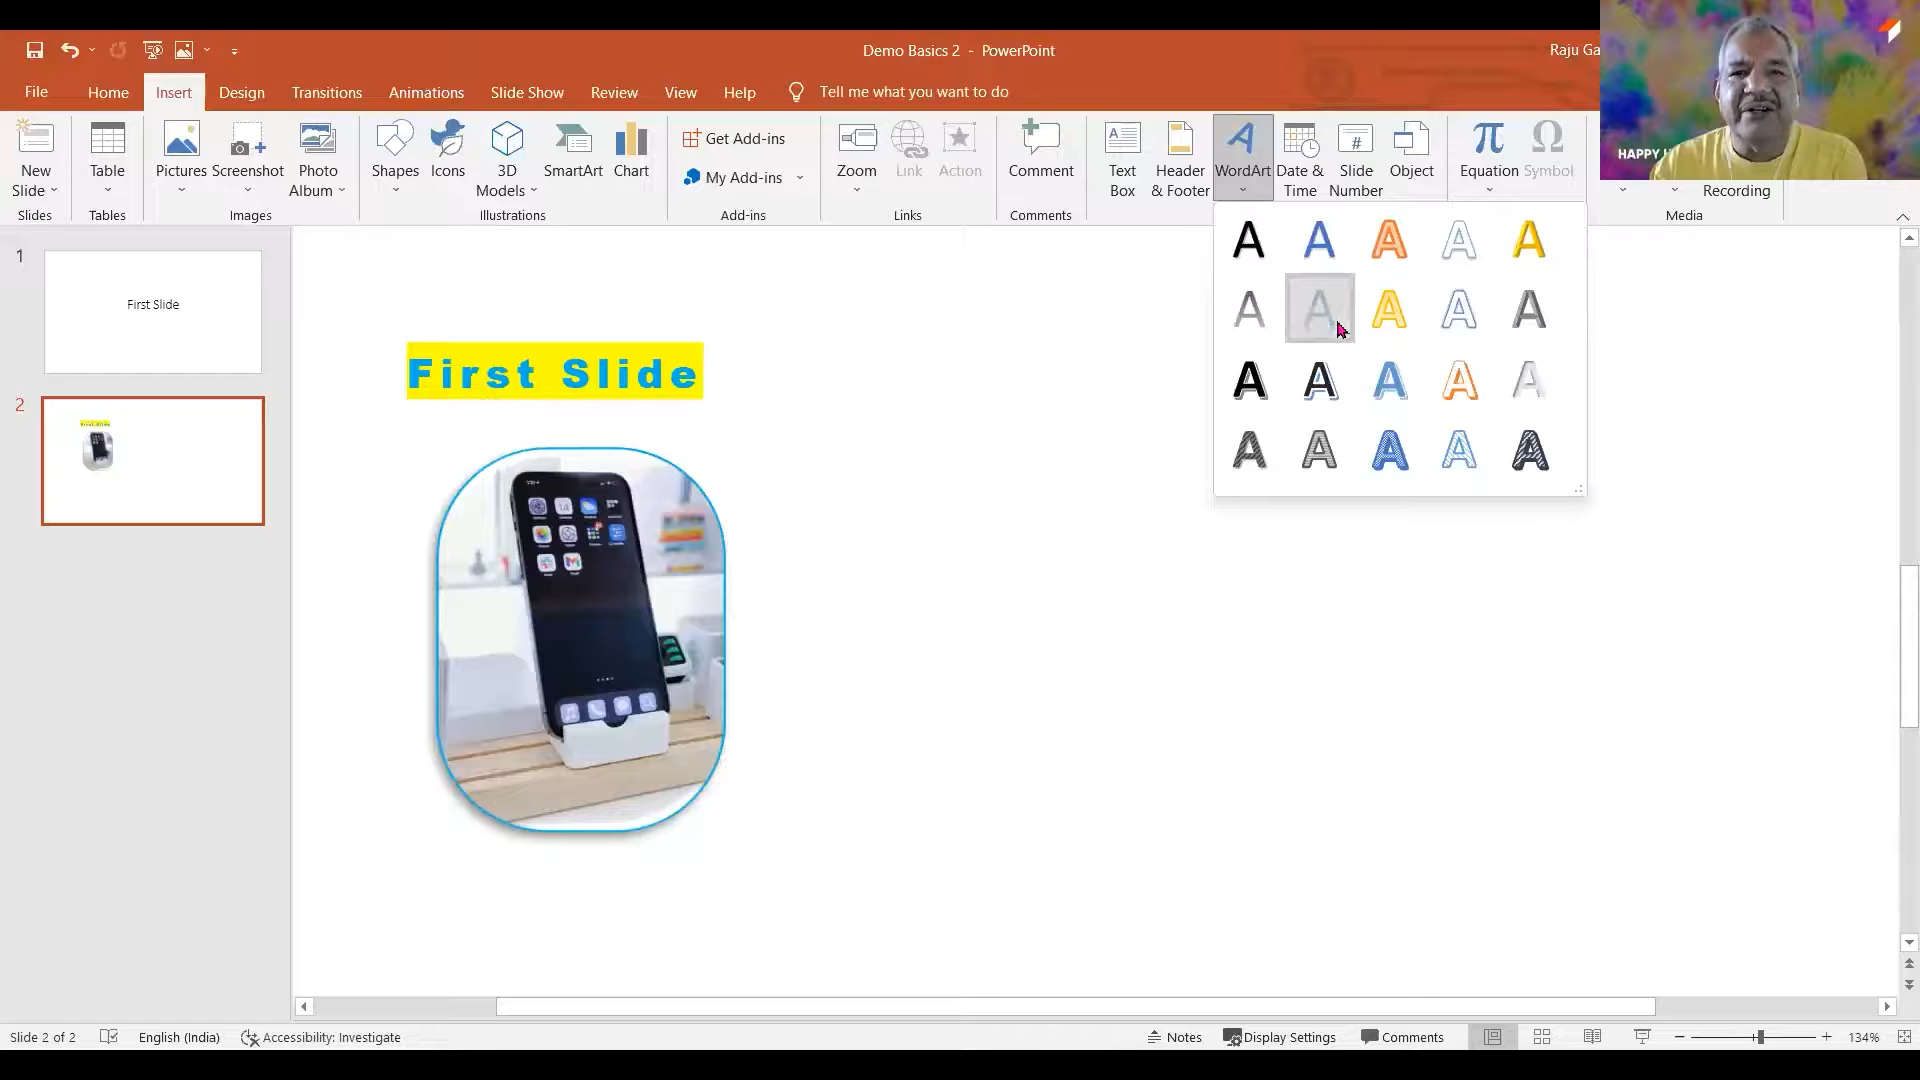 Demo Basics 2 - PowerPoint
Raju Ga
File
Home
Insert
Design
Transitions
Animations
Slide Show
Review
View
Help
Tell me what you want to do
HAPPY H
New Slide
Table
Pictures
Screenshot
Photo Album
Shapes
Icons
3D Models
SmartArt
Chart
Get Add-ins
My Add-ins
Zoom
Link
Action
Comment
Text Box
Header & Footer
WordArt
Date & Time
Slide Number
Object
Equation
Symbol
Recording
Slides
Tables
Images
Illustrations
Add-ins
Links
Comments
Media
A A A A A
A A A A A
A A A A A
A A A A A
1
First Slide
2
First Slide
Slide 2 of 2
English (India)
Accessibility: Investigate
Notes
Display Settings
Comments
134%